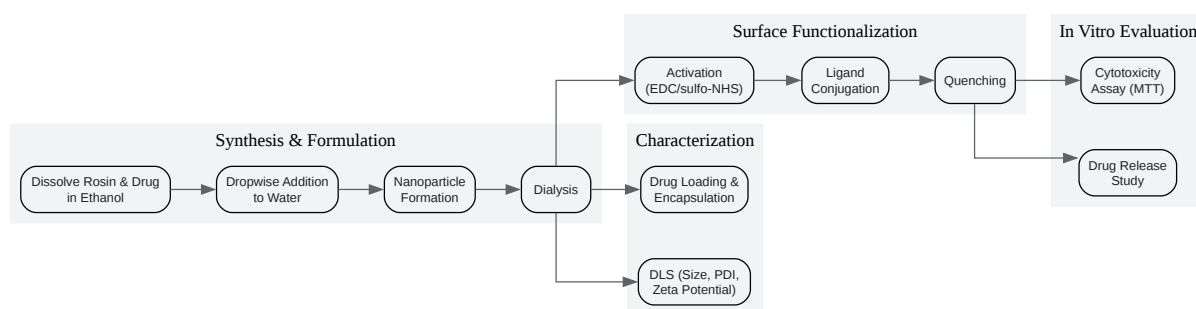 Surface Functionalization
In Vitro Evaluation
Activation
(EDC/sulfo-NHS)
Ligand
Conjugation
Quenching
Cytotoxicity
Assay (MTT)
Synthesis & Formulation
Characterization
Dissolve Rosin & Drug
in Ethanol
Dropwise Addition
to Water
Nanoparticle
Formation
Dialysis
Drug Loading &
Encapsulation
Drug Release
Study
DLS (Size, PDI,
Zeta Potential)